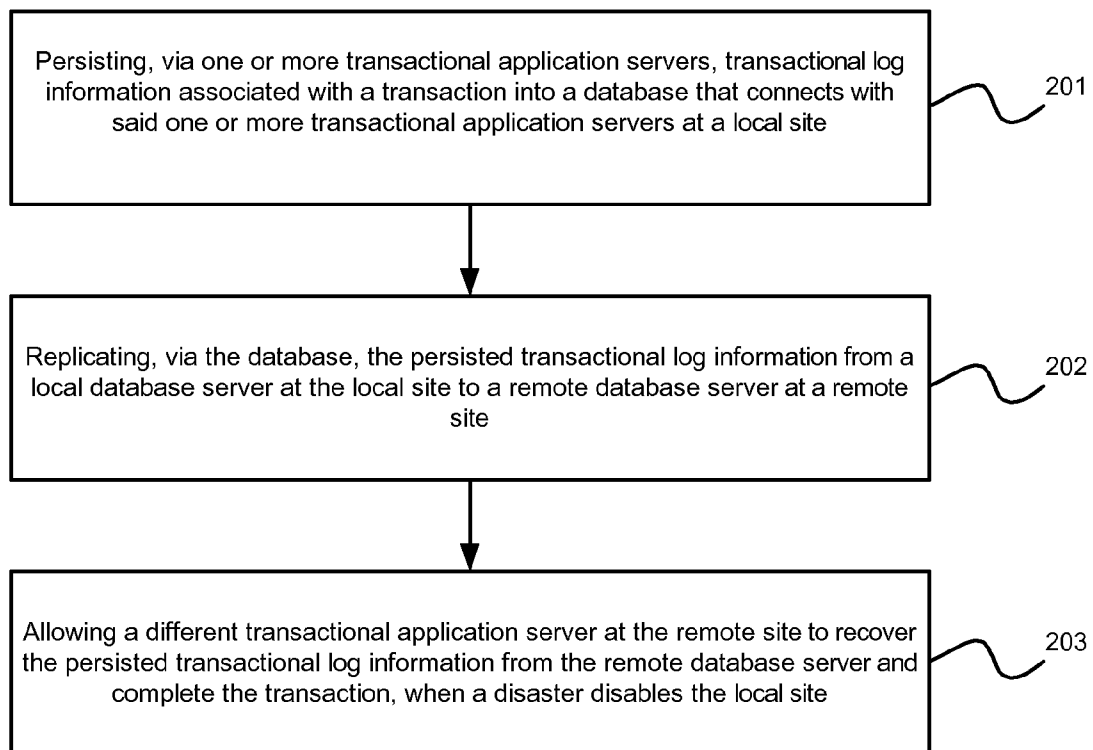 Persisting, via one or more transactional application servers, transactional log
information associated with a transaction into a database that connects with
said one or more transactional application servers at a local site
201
Replicating, via the database, the persisted transactional log information from a
local database server at the local site to a remote database server at a remote
site
202
Allowing a different transactional application server at the remote site to recover
the persisted transactional log information from the remote database server and
complete the transaction, when a disaster disables the local site
203